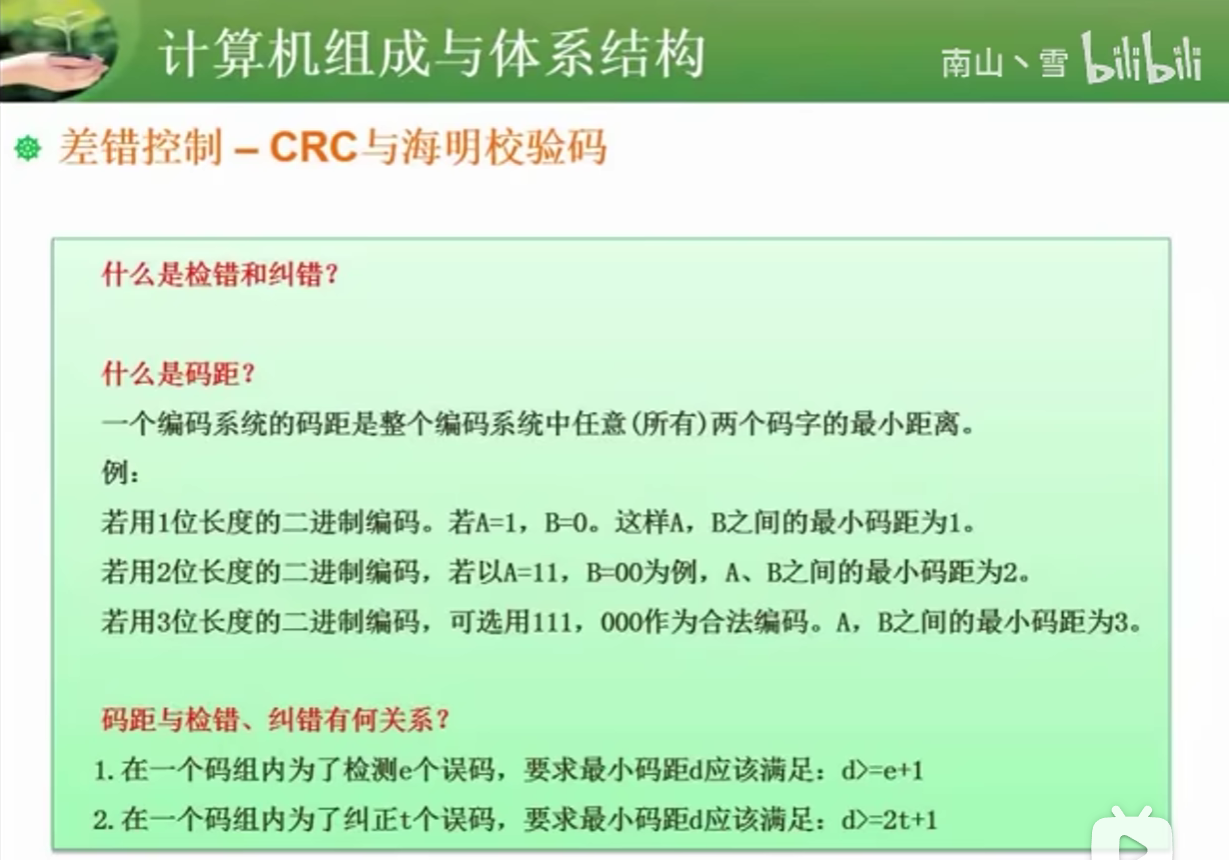 计算机组成与体系结构
南山丶雪 bilibili
差错控制 – CRC与海明校验码
什么是检错和纠错？
什么是码距？
一个编码系统的码距是整个编码系统中任意(所有)两个码字的最小距离。
例：
若用1位长度的二进制编码。若A=1，B=0。这样A，B之间的最小码距为1。
若用2位长度的二进制编码，若以A=11，B=00为例，A、B之间的最小码距为2。
若用3位长度的二进制编码，可选用111，000作为合法编码。A，B之间的最小码距为3。
码距与检错、纠错有何关系？
1.在一个码组内为了检测e个误码，要求最小码距d应该满足：d>=e+1
2.在一个码组内为了纠正t个误码，要求最小码距d应该满足：d>=2t+1